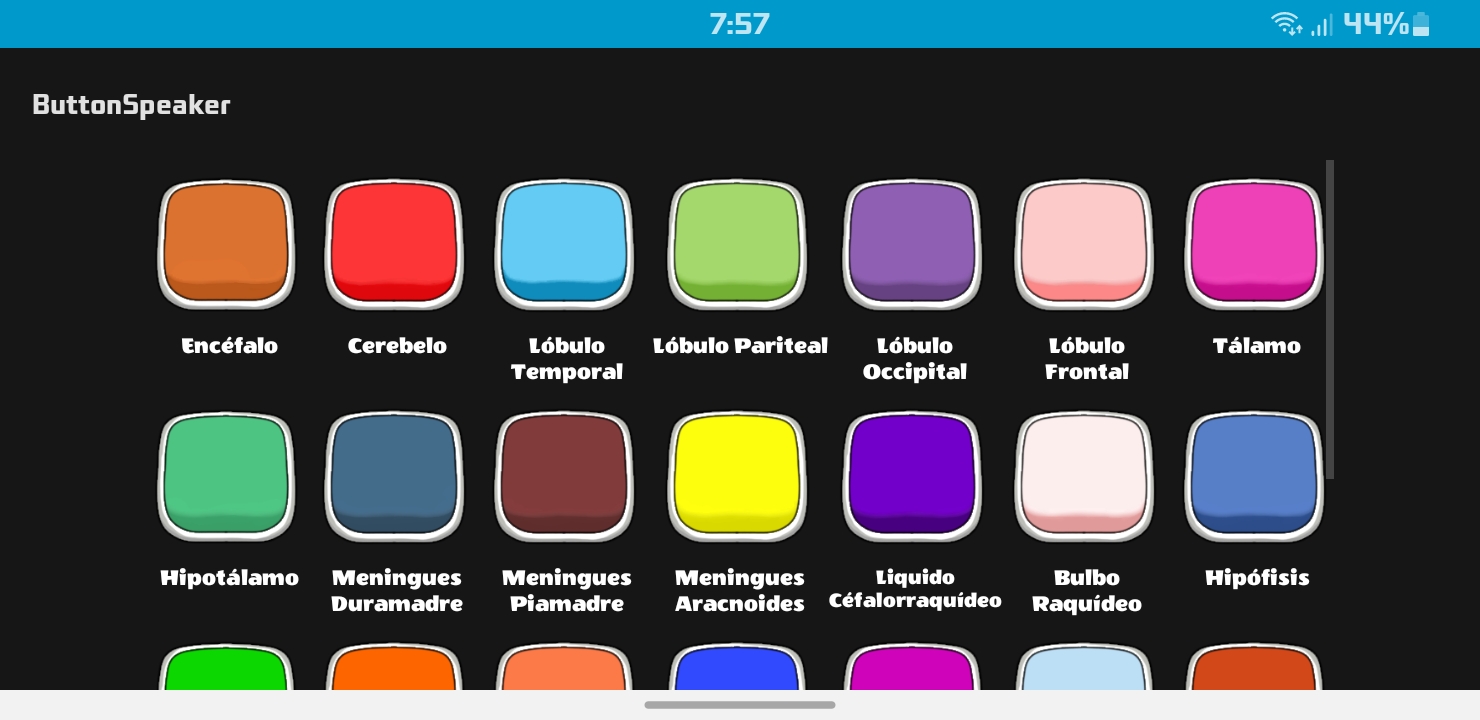 7:57
44%
ButtonSpeaker
Encéfalo
Cerebelo
Lóbulo
Temporal
Lóbulo Pariteal
Lóbulo
Occipital
Lóbulo
Frontal
Tálamo
Hipotálamo
Meningues
Duramadre
Meningues
Piamadre
Meningues
Aracnoides
Liquido
Céfalorraquídeo
Bulbo
Raquídeo
Hipófisis